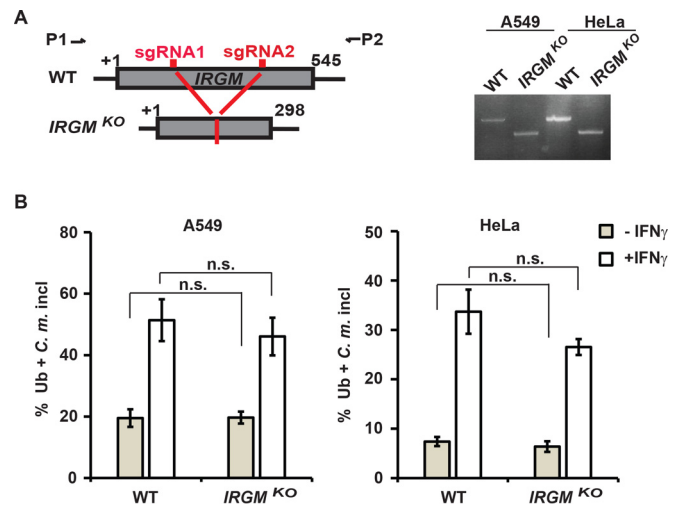 A
P1
P2
sgRNA1
sgRNA2
+1
545
WT
IRGM
+1
298
IRGM KO
A549
HeLa
WT
IRGM KO
WT
IRGM KO
B
A549
80
60
40
20
0
% Ub + C. m. incl
n.s.
n.s.
WT
IRGM KO
HeLa
50
40
30
20
10
0
% Ub + C. m. incl
n.s.
n.s.
WT
IRGM KO
- IFNγ
+IFNγ